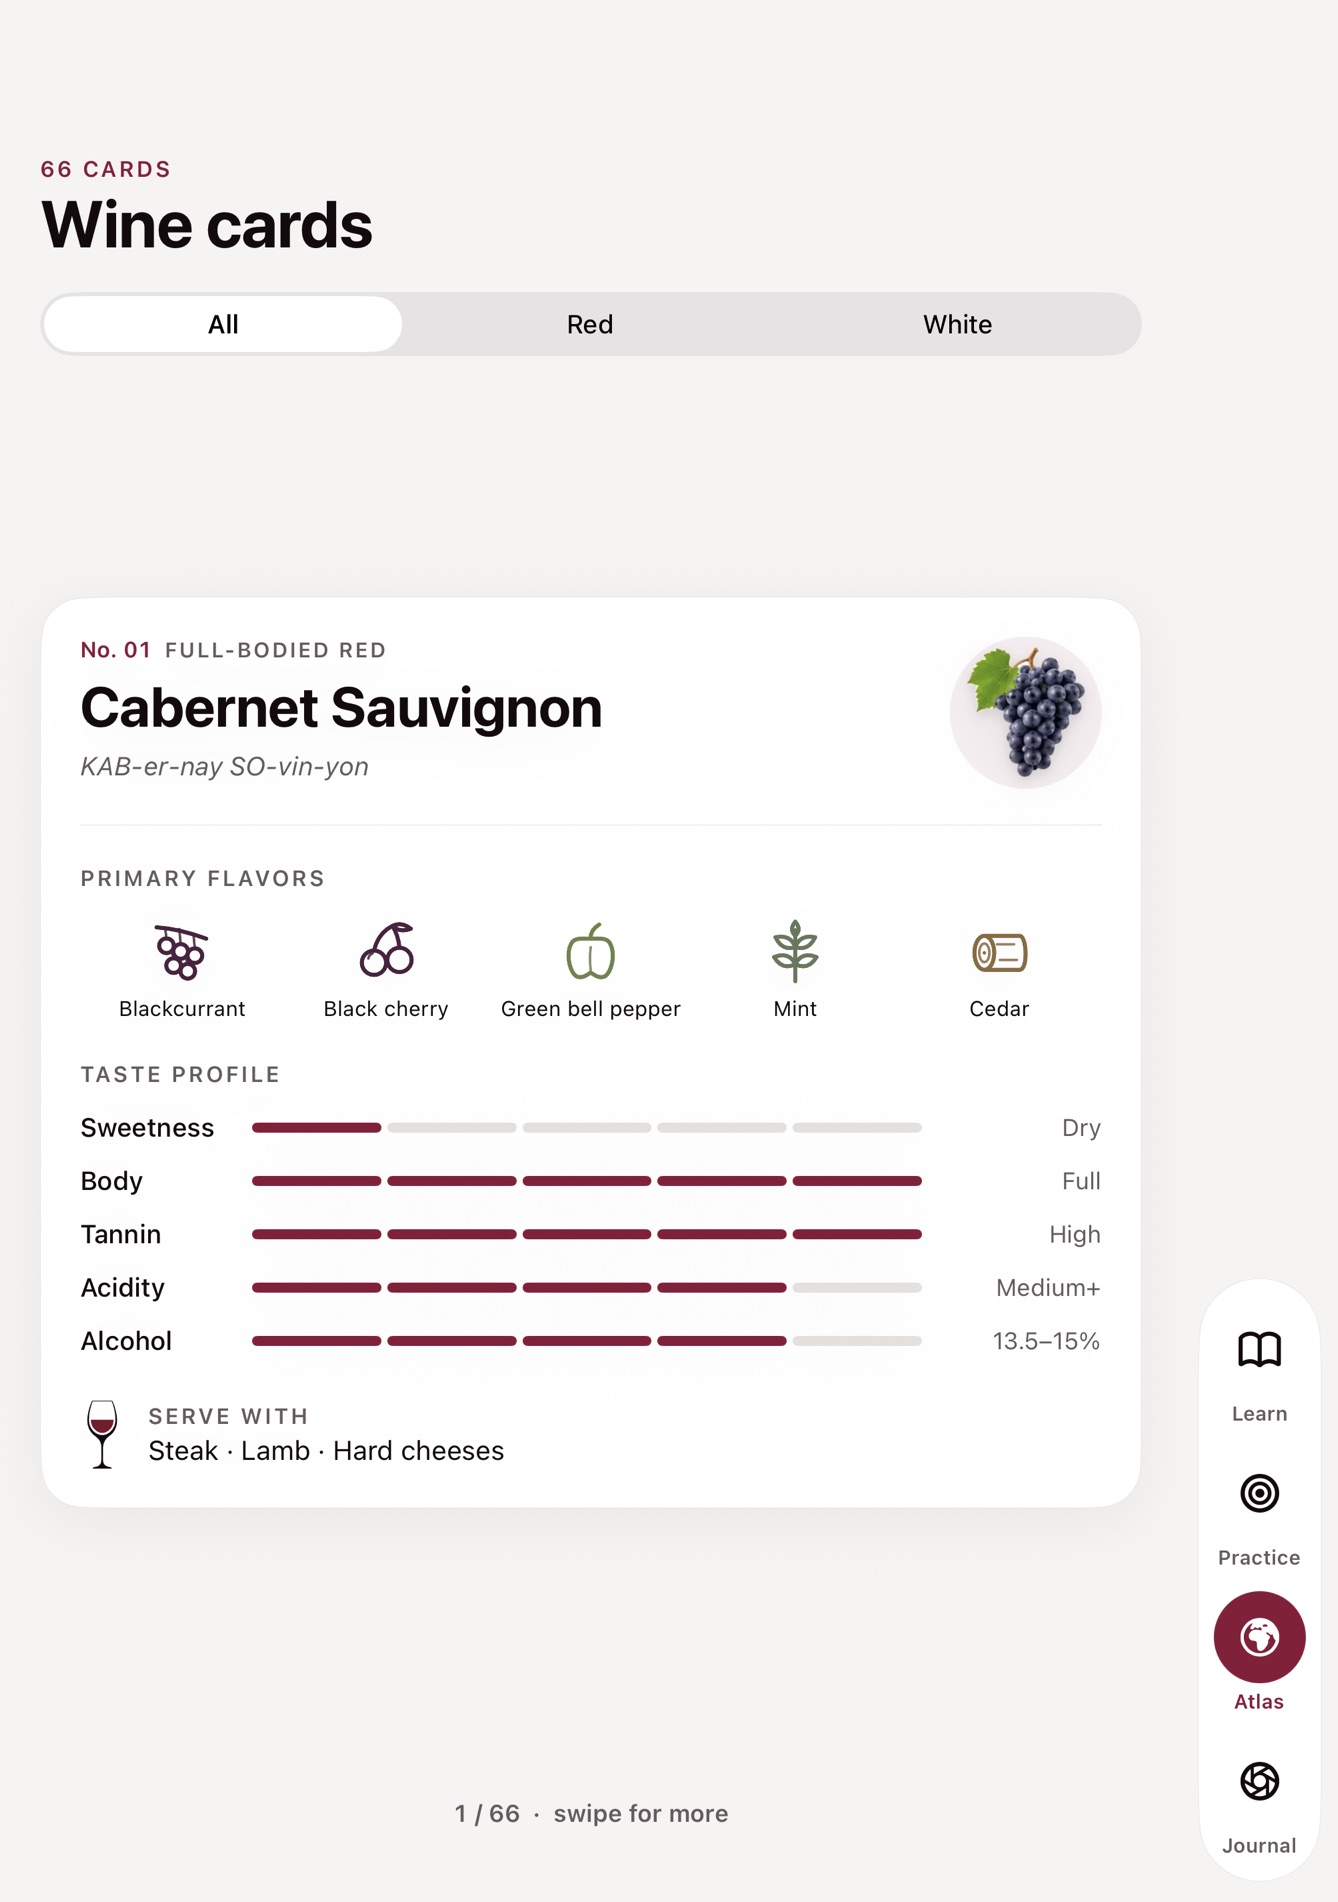 66 CARDS
Wine cards
All Red White
No. 01 FULL-BODIED RED
Cabernet Sauvignon
KAB-er-nay SO-vin-yon
PRIMARY FLAVORS
Blackcurrant Black cherry Green bell pepper Mint Cedar
TASTE PROFILE
Sweetness Dry
Body Full
Tannin High
Acidity Medium+
Alcohol 13.5–15%
SERVE WITH
Steak · Lamb · Hard cheeses
Learn
Practice
Atlas
Journal
1 / 66 · swipe for more